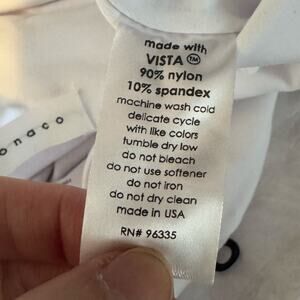 made with
VISTA™
90% nylon
10% spandex
machine wash cold
delicate cycle
with like colors
tumble dry low
do not bleach
do not use softener
do not iron
do not dry clean
made in USA
RN# 96335
onaco